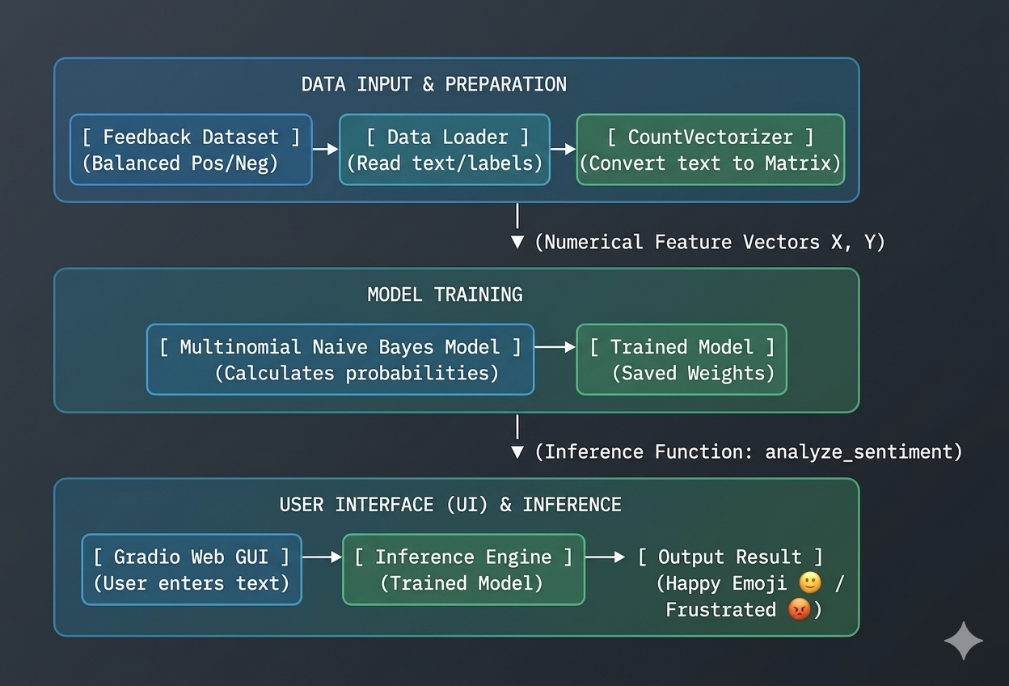 DATA INPUT & PREPARATION
[ Feedback Dataset ]
(Balanced Pos/Neg)
[ Data Loader ]
(Read text/labels)
[ CountVectorizer ]
(Convert text to Matrix)
(Numerical Feature Vectors X, Y)
MODEL TRAINING
[ Multinomial Naive Bayes Model ]
(Calculates probabilities)
[ Trained Model ]
(Saved Weights)
(Inference Function: analyze_sentiment)
USER INTERFACE (UI) & INFERENCE
[ Gradio Web GUI ]
(User enters text)
[ Inference Engine ]
(Trained Model)
[ Output Result ]
(Happy Emoji 🙂 /
Frustrated 😡)